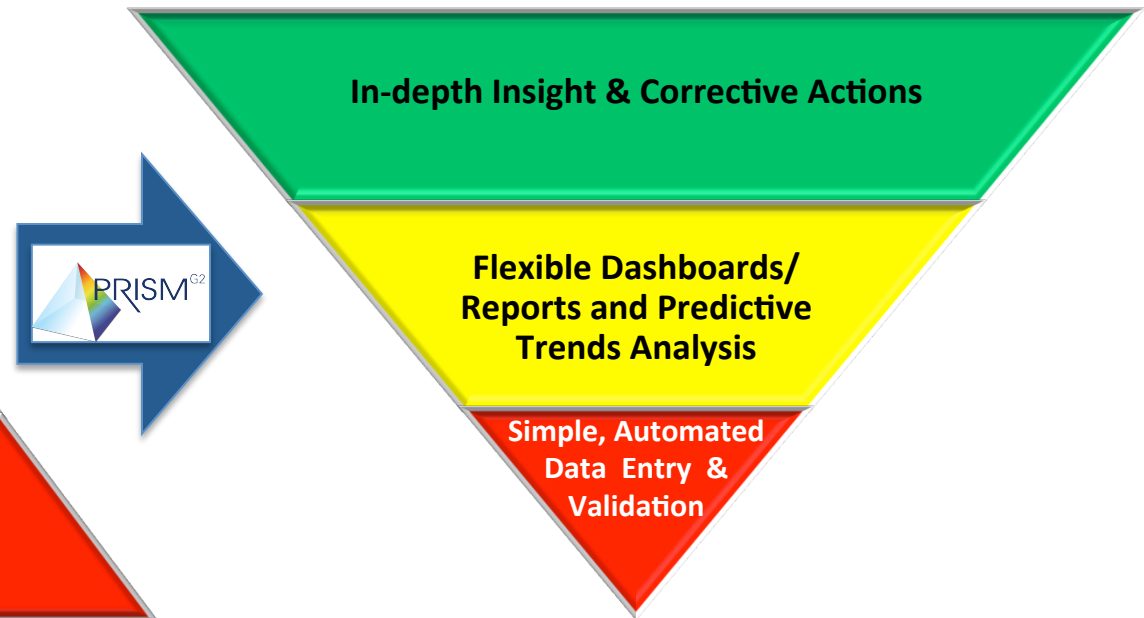 In-depth Insight & Corrective Actions
PRISM G2
Flexible Dashboards/
Reports and Predictive
Trends Analysis
Simple, Automated
Data Entry &
Validation